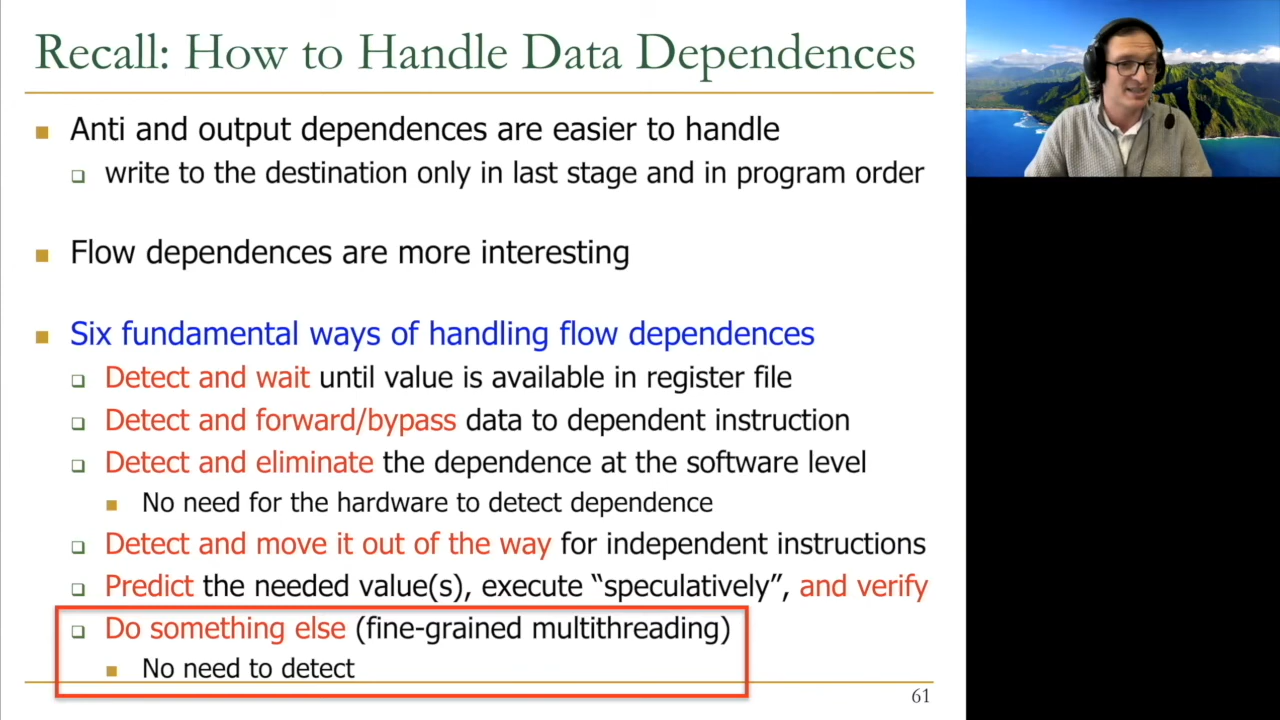 Recall: How to Handle Data Dependences
Anti and output dependences are easier to handle
write to the destination only in last stage and in program order
Flow dependences are more interesting
Six fundamental ways of handling flow dependences
Detect and wait until value is available in register file
Detect and forward/bypass data to dependent instruction
Detect and eliminate the dependence at the software level
No need for the hardware to detect dependence
Detect and move it out of the way for independent instructions
Predict the needed value(s), execute “speculatively”, and verify
Do something else (fine-grained multithreading)
No need to detect
61